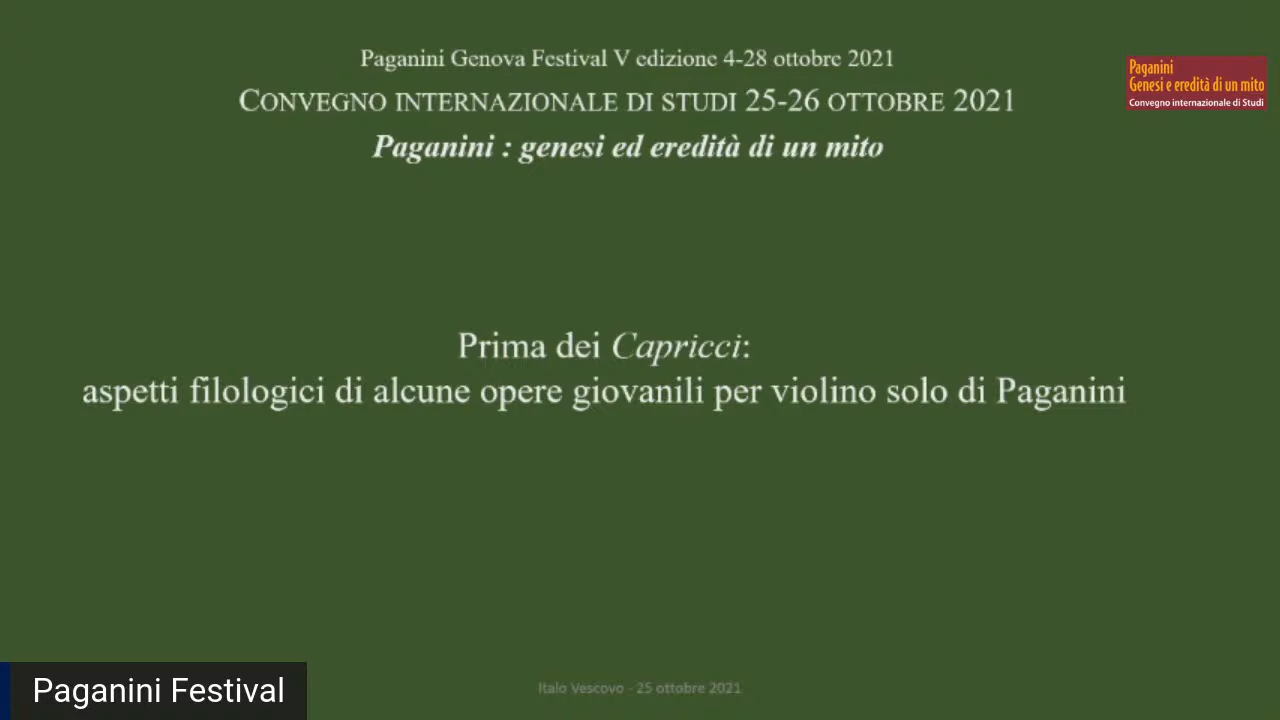 Paganini Genova Festival V edizione 4-28 ottobre 2021
CONVEGNO INTERNAZIONALE DI STUDI 25-26 OTTOBRE 2021
Paganini : genesi ed eredità di un mito
Paganini
Genesi e eredità di un mito
Convegno internazionale di Studi
Prima dei Capricci:
aspetti filologici di alcune opere giovanili per violino solo di Paganini
Paganini Festival
Italo Vescovo - 25 ottobre 2021